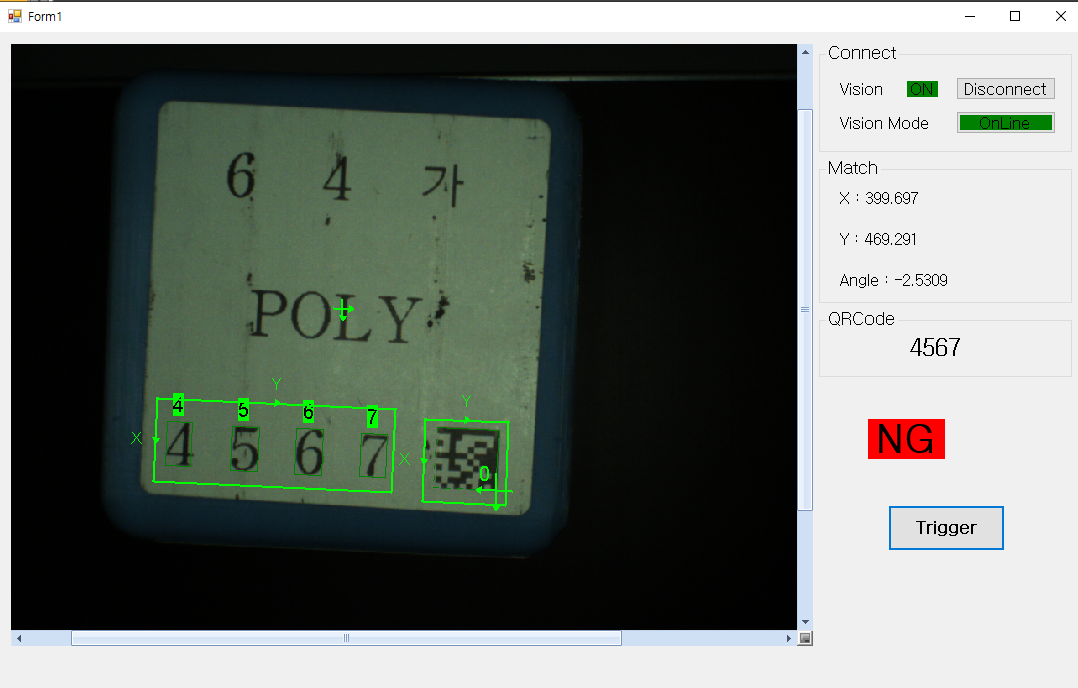 Form1
6 4 가
POLY
Y
4 5 6 7
X
4 5 6 7
Y
X
0
Connect
Vision ON Disconnect
Vision Mode OnLine
Match
X : 399.697
Y : 469.291
Angle : -2.5309
QRCode
4567
NG
Trigger